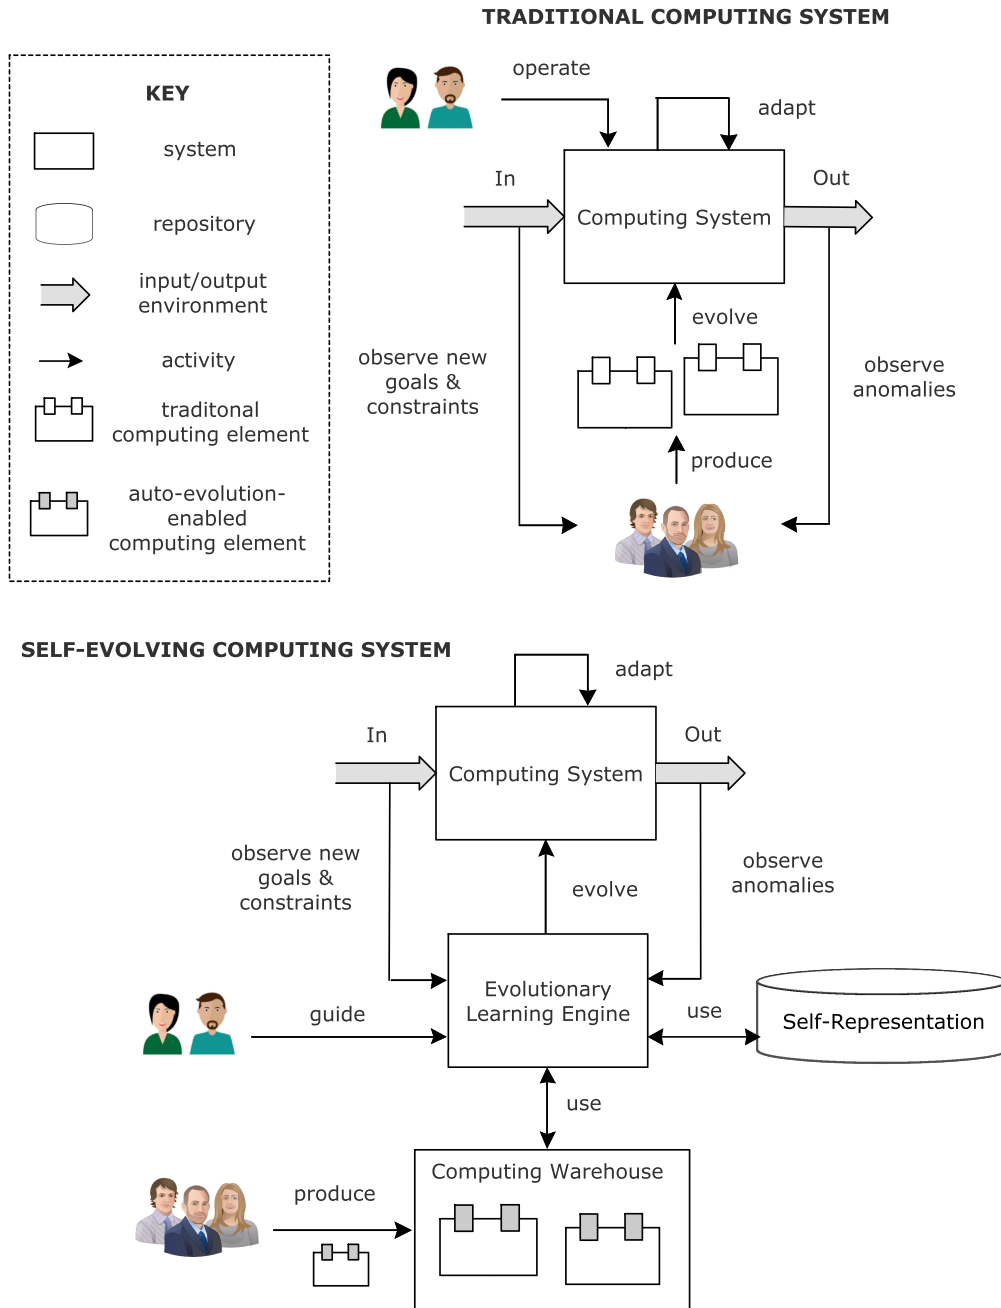 TRADITIONAL COMPUTING SYSTEM
KEY
system
repository
input/output
environment
activity
traditonal
computing element
auto-evolution-
enabled
computing element
operate
adapt
In
Out
Computing System
evolve
observe new
goals &
constraints
observe
anomalies
produce
SELF-EVOLVING COMPUTING SYSTEM
adapt
In
Out
Computing System
observe new
goals &
constraints
evolve
observe
anomalies
guide
Evolutionary
Learning Engine
use
Self-Representation
use
produce
Computing Warehouse